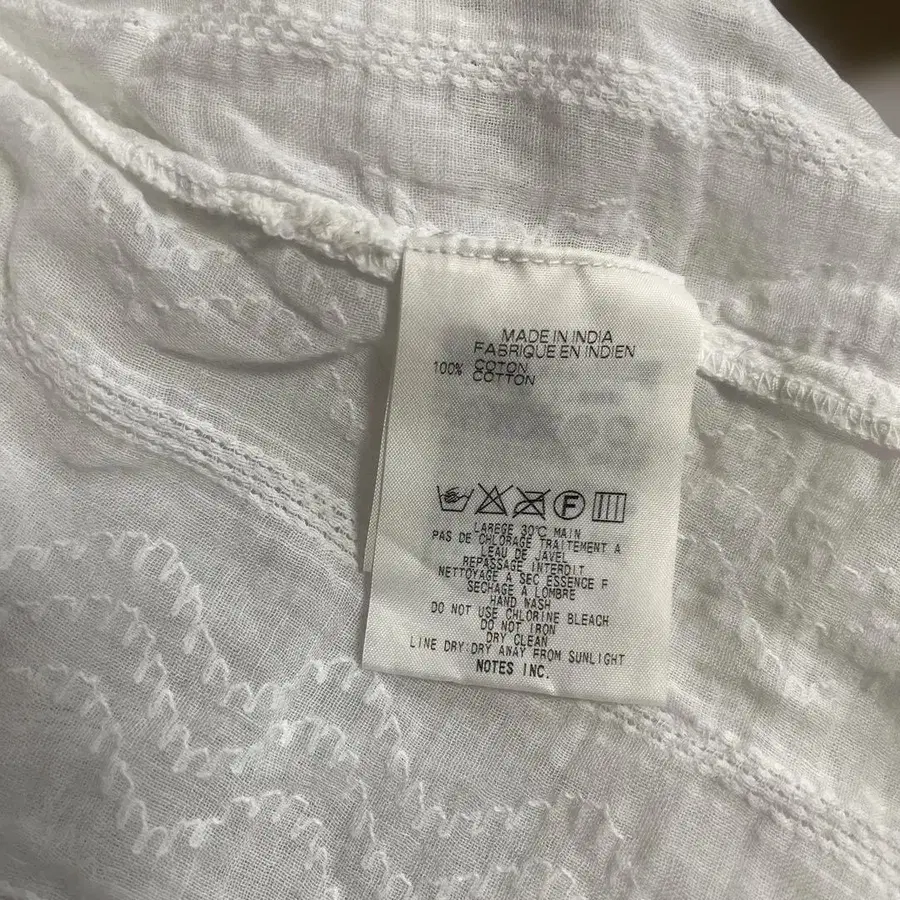 MADE IN INDIA
FABRIQUE EN INDIEN
100% COTON
COTTON
F
LAREGE 30°C MAIN
PAS DE CHLORAGE TRAITEMENT A
LEAU DE JAVEL
REPASSAGE INTERDIT
NETTOYAGE A SEC ESSENCE F
SECHAGE A LOMBRE
HAND WASH
DO NOT USE CHLORINE BLEACH
DO NOT IRON
DRY CLEAN
LINE DRY:DRY AWAY FROM SUNLIGHT
NOTES INC.